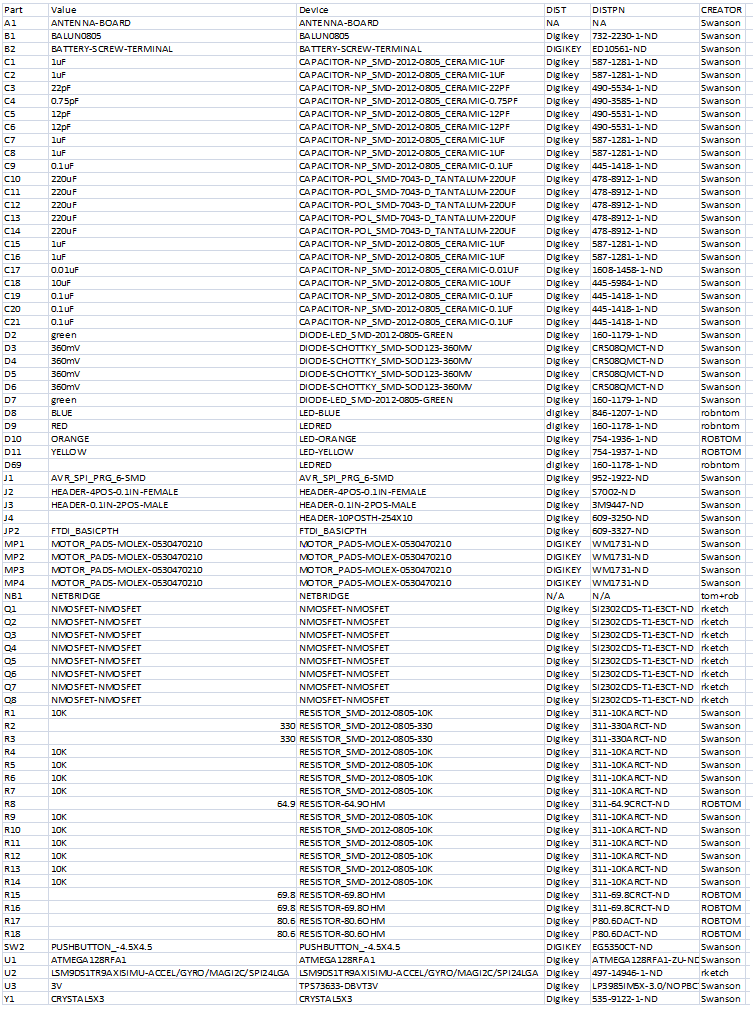 Part Value Device DIST DISTPN CREATOR
A1 ANTENNA-BOARD ANTENNA-BOARD NA NA Swanson
B1 BALUN0805 BALUN0805 Digikey 732-2230-1-ND Swanson
B2 BATTERY-SCREW-TERMINAL BATTERY-SCREW-TERMINAL DIGIKEY ED10561-ND Swanson
C1 1uF CAPACITOR-NP_SMD-2012-0805_CERAMIC-1UF Digikey 587-1281-1-ND Swanson
C2 1uF CAPACITOR-NP_SMD-2012-0805_CERAMIC-1UF Digikey 587-1281-1-ND Swanson
C3 22pF CAPACITOR-NP_SMD-2012-0805_CERAMIC-22PF Digikey 490-5534-1-ND Swanson
C4 0.75pF CAPACITOR-NP_SMD-2012-0805_CERAMIC-0.75PF Digikey 490-3585-1-ND Swanson
C5 12pF CAPACITOR-NP_SMD-2012-0805_CERAMIC-12PF Digikey 490-5531-1-ND Swanson
C6 12pF CAPACITOR-NP_SMD-2012-0805_CERAMIC-12PF Digikey 490-5531-1-ND Swanson
C7 1uF CAPACITOR-NP_SMD-2012-0805_CERAMIC-1UF Digikey 587-1281-1-ND Swanson
C8 1uF CAPACITOR-NP_SMD-2012-0805_CERAMIC-1UF Digikey 587-1281-1-ND Swanson
C9 0.1uF CAPACITOR-NP_SMD-2012-0805_CERAMIC-0.1UF Digikey 445-1418-1-ND Swanson
C10 220uF CAPACITOR-POL_SMD-7043-D_TANTALUM-220UF Digikey 478-8912-1-ND Swanson
C11 220uF CAPACITOR-POL_SMD-7043-D_TANTALUM-220UF Digikey 478-8912-1-ND Swanson
C12 220uF CAPACITOR-POL_SMD-7043-D_TANTALUM-220UF Digikey 478-8912-1-ND Swanson
C13 220uF CAPACITOR-POL_SMD-7043-D_TANTALUM-220UF Digikey 478-8912-1-ND Swanson
C14 220uF CAPACITOR-POL_SMD-7043-D_TANTALUM-220UF Digikey 478-8912-1-ND Swanson
C15 1uF CAPACITOR-NP_SMD-2012-0805_CERAMIC-1UF Digikey 587-1281-1-ND Swanson
C16 1uF CAPACITOR-NP_SMD-2012-0805_CERAMIC-1UF Digikey 587-1281-1-ND Swanson
C17 0.01uF CAPACITOR-NP_SMD-2012-0805_CERAMIC-0.01UF Digikey 1608-1458-1-ND Swanson
C18 10uF CAPACITOR-NP_SMD-2012-0805_CERAMIC-10UF Digikey 445-5984-1-ND Swanson
C19 0.1uF CAPACITOR-NP_SMD-2012-0805_CERAMIC-0.1UF Digikey 445-1418-1-ND Swanson
C20 0.1uF CAPACITOR-NP_SMD-2012-0805_CERAMIC-0.1UF Digikey 445-1418-1-ND Swanson
C21 0.1uF CAPACITOR-NP_SMD-2012-0805_CERAMIC-0.1UF Digikey 445-1418-1-ND Swanson
D2 green DIODE-LED_SMD-2012-0805-GREEN Digikey 160-1179-1-ND Swanson
D3 360mV DIODE-SCHOTTKY_SMD-SOD123-360MV Digikey CRS08QMCT-ND Swanson
D4 360mV DIODE-SCHOTTKY_SMD-SOD123-360MV Digikey CRS08QMCT-ND Swanson
D5 360mV DIODE-SCHOTTKY_SMD-SOD123-360MV Digikey CRS08QMCT-ND Swanson
D6 360mV DIODE-SCHOTTKY_SMD-SOD123-360MV Digikey CRS08QMCT-ND Swanson
D7 green DIODE-LED_SMD-2012-0805-GREEN Digikey 160-1179-1-ND Swanson
D8 BLUE LED-BLUE digikey 846-1207-1-ND robntom
D9 RED LEDRED digikey 160-1178-1-ND robntom
D10 ORANGE LED-ORANGE Digikey 754-1936-1-ND ROBTOM
D11 YELLOW LED-YELLOW Digikey 754-1937-1-ND ROBTOM
D69 LEDRED digikey 160-1178-1-ND robntom
J1 AVR_SPI_PRG_6-SMD AVR_SPI_PRG_6-SMD Digikey 952-1922-ND Swanson
J2 HEADER-4POS-0.1IN-FEMALE HEADER-4POS-0.1IN-FEMALE Digikey S7002-ND Swanson
J3 HEADER-0.1IN-2POS-MALE HEADER-0.1IN-2POS-MALE Digikey 3M9447-ND Swanson
J4 HEADER-10POSTH-254X10 Digikey 609-3250-ND Swanson
JP2 FTDI_BASICPTH FTDI_BASICPTH Digikey 609-3327-ND Swanson
MP1 MOTOR_PADS-MOLEX-0530470210 MOTOR_PADS-MOLEX-0530470210 DIGIKEY WM1731-ND Swanson
MP2 MOTOR_PADS-MOLEX-0530470210 MOTOR_PADS-MOLEX-0530470210 DIGIKEY WM1731-ND Swanson
MP3 MOTOR_PADS-MOLEX-0530470210 MOTOR_PADS-MOLEX-0530470210 DIGIKEY WM1731-ND Swanson
MP4 MOTOR_PADS-MOLEX-0530470210 MOTOR_PADS-MOLEX-0530470210 DIGIKEY WM1731-ND Swanson
NB1 NETBRIDGE NETBRIDGE N/A N/A tom+rob
Q1 NMOSFET-NMOSFET NMOSFET-NMOSFET Digikey SI2302CDS-T1-E3CT-ND rketch
Q2 NMOSFET-NMOSFET NMOSFET-NMOSFET Digikey SI2302CDS-T1-E3CT-ND rketch
Q3 NMOSFET-NMOSFET NMOSFET-NMOSFET Digikey SI2302CDS-T1-E3CT-ND rketch
Q4 NMOSFET-NMOSFET NMOSFET-NMOSFET Digikey SI2302CDS-T1-E3CT-ND rketch
Q5 NMOSFET-NMOSFET NMOSFET-NMOSFET Digikey SI2302CDS-T1-E3CT-ND rketch
Q6 NMOSFET-NMOSFET NMOSFET-NMOSFET Digikey SI2302CDS-T1-E3CT-ND rketch
Q7 NMOSFET-NMOSFET NMOSFET-NMOSFET Digikey SI2302CDS-T1-E3CT-ND rketch
Q8 NMOSFET-NMOSFET NMOSFET-NMOSFET Digikey SI2302CDS-T1-E3CT-ND rketch
R1 10K RESISTOR_SMD-2012-0805-10K Digikey 311-10KARCT-ND Swanson
R2 330 RESISTOR_SMD-2012-0805-330 Digikey 311-330ARCT-ND Swanson
R3 330 RESISTOR_SMD-2012-0805-330 Digikey 311-330ARCT-ND Swanson
R4 10K RESISTOR_SMD-2012-0805-10K Digikey 311-10KARCT-ND Swanson
R5 10K RESISTOR_SMD-2012-0805-10K Digikey 311-10KARCT-ND Swanson
R6 10K RESISTOR_SMD-2012-0805-10K Digikey 311-10KARCT-ND Swanson
R7 10K RESISTOR_SMD-2012-0805-10K Digikey 311-10KARCT-ND Swanson
R8 64.9 RESISTOR-64.9OHM Digikey 311-64.9CRCT-ND ROBTOM
R9 10K RESISTOR_SMD-2012-0805-10K Digikey 311-10KARCT-ND Swanson
R10 10K RESISTOR_SMD-2012-0805-10K Digikey 311-10KARCT-ND Swanson
R11 10K RESISTOR_SMD-2012-0805-10K Digikey 311-10KARCT-ND Swanson
R12 10K RESISTOR_SMD-2012-0805-10K Digikey 311-10KARCT-ND Swanson
R13 10K RESISTOR_SMD-2012-0805-10K Digikey 311-10KARCT-ND Swanson
R14 10K RESISTOR_SMD-2012-0805-10K Digikey 311-10KARCT-ND Swanson
R15 69.8 RESISTOR-69.8OHM Digikey 311-69.8CRCT-ND ROBTOM
R16 69.8 RESISTOR-69.8OHM Digikey 311-69.8CRCT-ND ROBTOM
R17 80.6 RESISTOR-80.6OHM Digikey P80.6DACT-ND ROBTOM
R18 80.6 RESISTOR-80.6OHM Digikey P80.6DACT-ND ROBTOM
SW2 PUSHBUTTON_-4.5X4.5 PUSHBUTTON_-4.5X4.5 DIGIKEY EG5350CT-ND Swanson
U1 ATMEGA128RFA1 ATMEGA128RFA1 Digikey ATMEGA128RFA1-ZU-ND Swanson
U2 LSM9DS1TR9AXISIMU-ACCEL/GYRO/MAGI2C/SPI24LGA LSM9DS1TR9AXISIMU-ACCEL/GYRO/MAGI2C/SPI24LGA Digikey 497-14946-1-ND rketch
U3 3V TPS73633-DBVT3V Digikey LP3985IM5X-3.0/NOPBC Swanson
Y1 CRYSTAL5X3 CRYSTAL5X3 Digikey 535-9122-1-ND Swanson